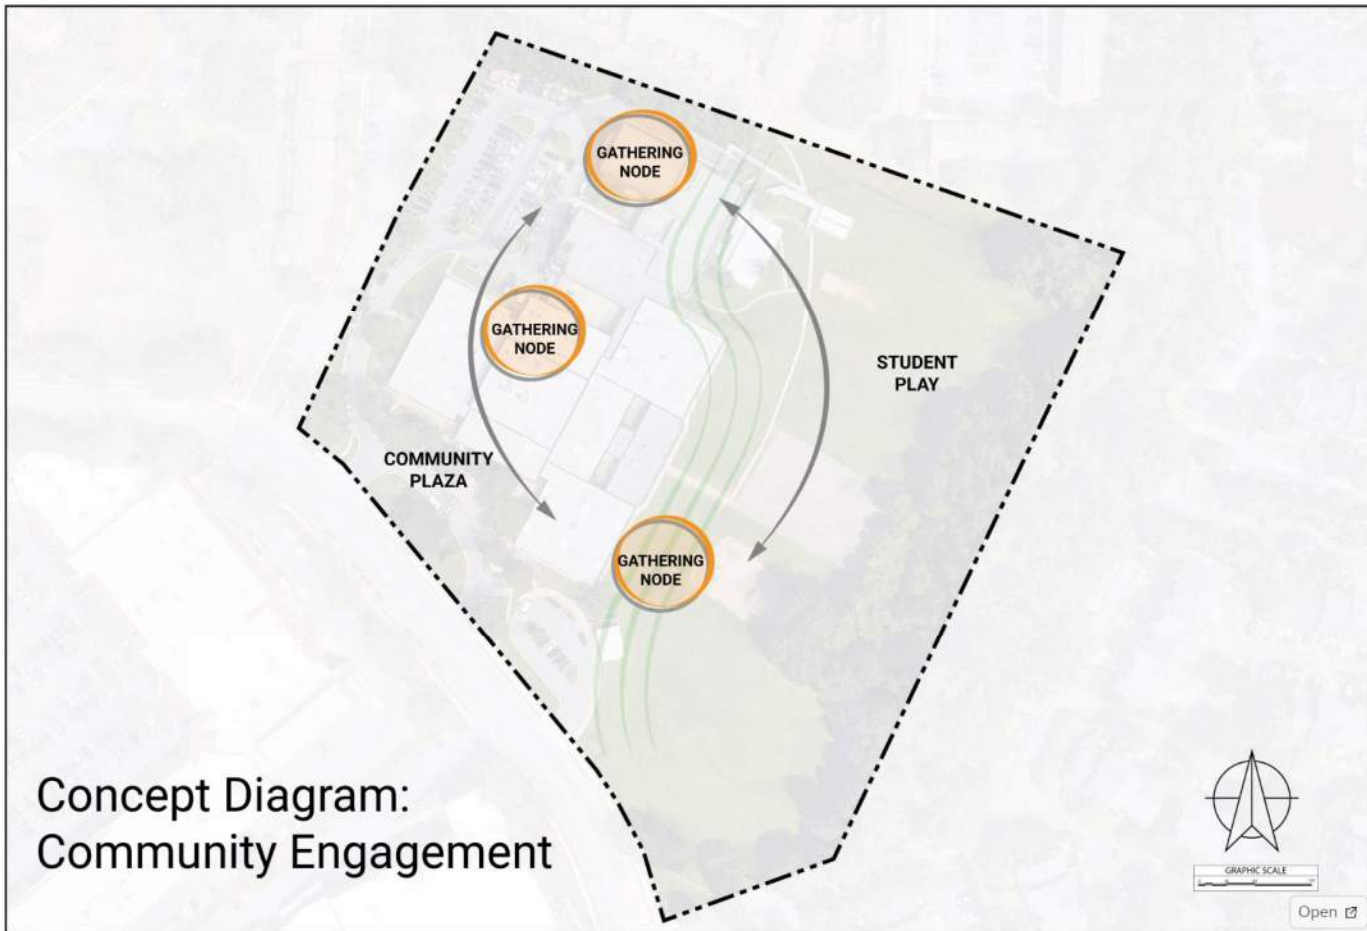 GATHERING
NODE
GATHERING
NODE
STUDENT
PLAY
COMMUNITY
PLAZA
GATHERING
NODE
Concept Diagram:
Community Engagement
GRAPHIC SCALE
Open